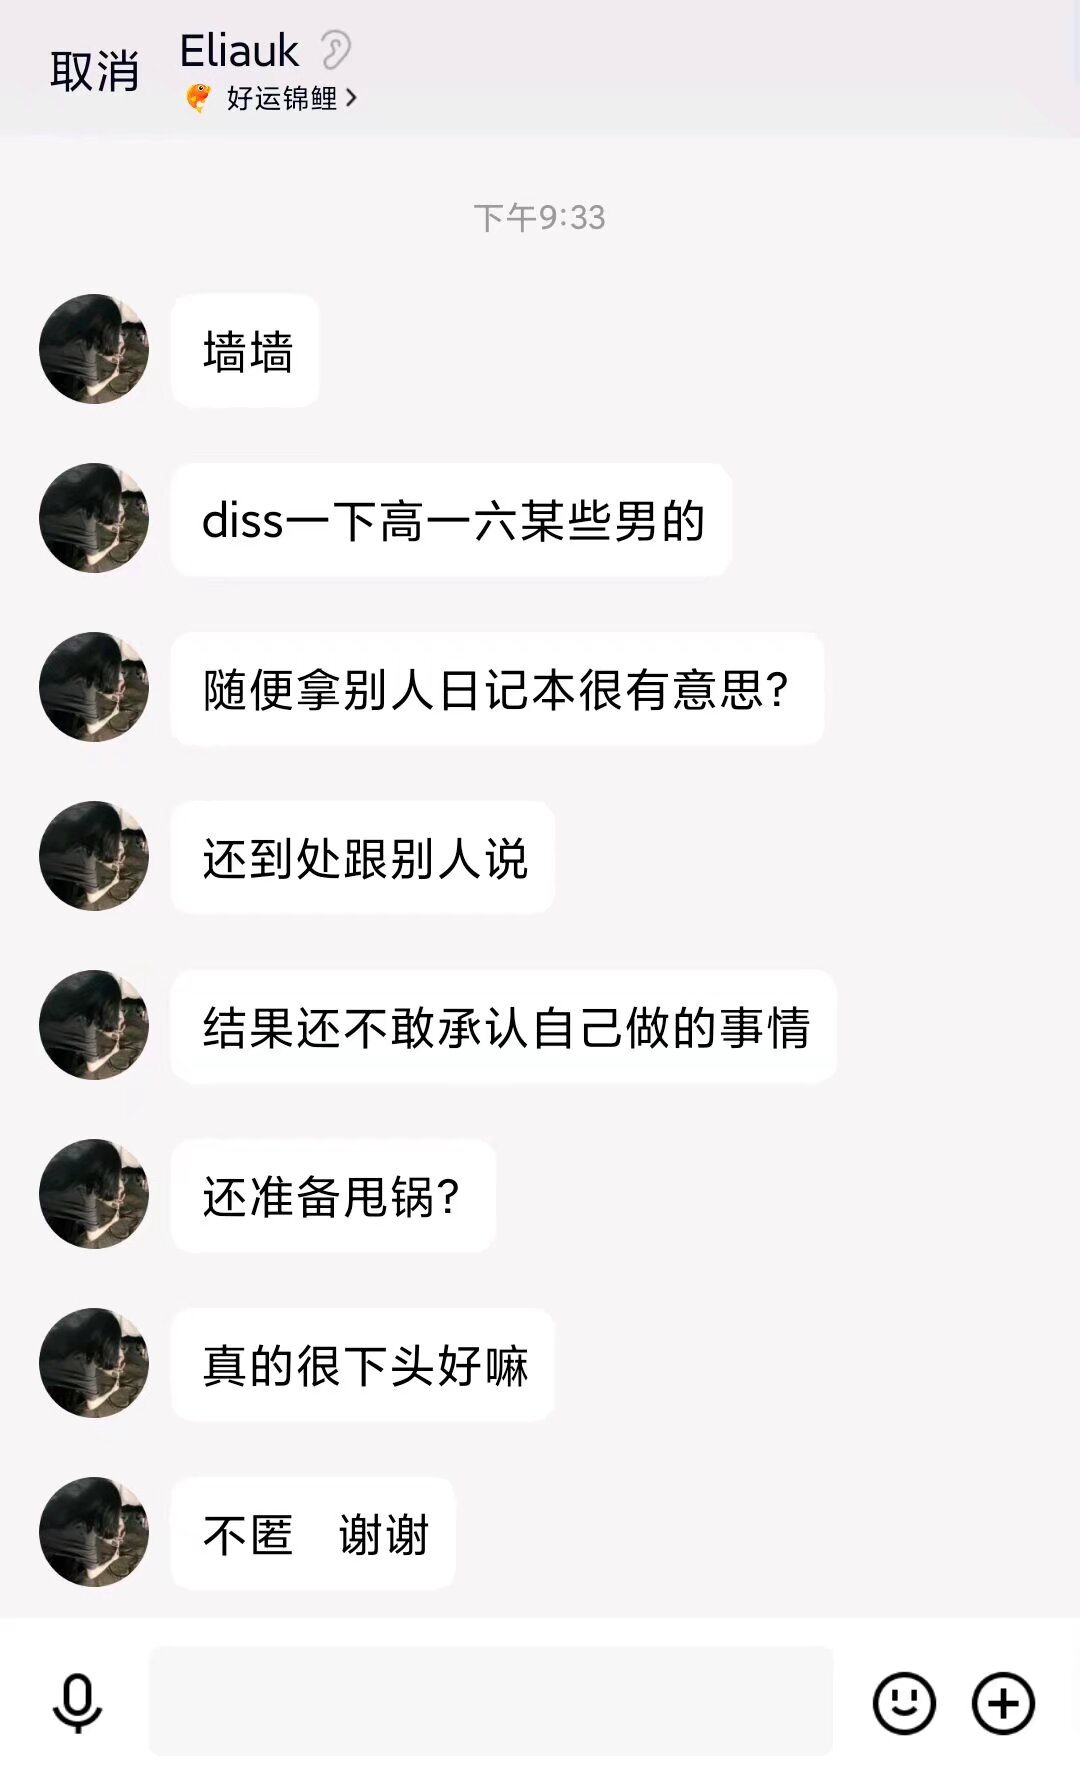 取消
Eliauk
好运锦鲤
下午9:33
墙墙
diss一下高一六某些男的
随便拿别人日记本很有意思?
还到处跟别人说
结果还不敢承认自己做的事情
还准备甩锅?
真的很下头好嘛
不匿 谢谢